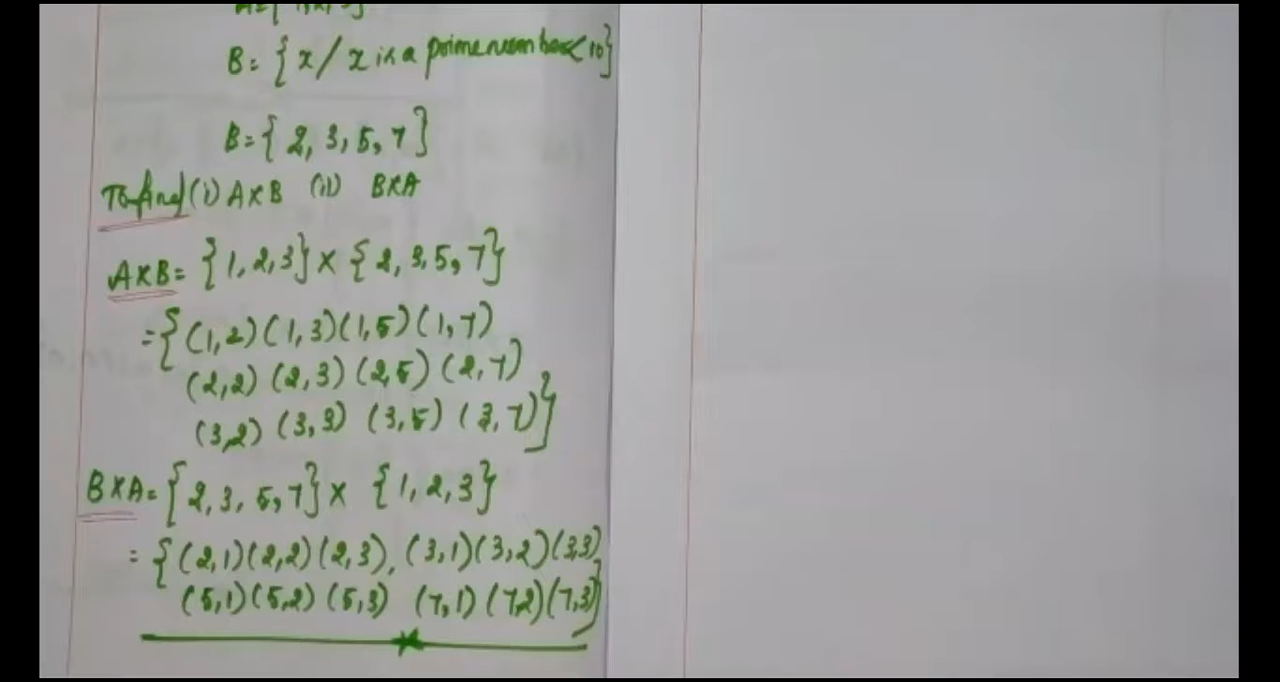 B = { x / x is a prime number < 10}
B = { 2, 3, 5, 7 }
To find (i) A X B (ii) B X A
A X B = { 1, 2, 3 } X { 2, 3, 5, 7 }
= { (1, 2) (1, 3) (1, 5) (1, 7)
(2, 2) (2, 3) (2, 5) (2, 7)
(3, 2) (3, 3) (3, 5) (3, 7) }
B X A = { 2, 3, 5, 7 } X { 1, 2, 3 }
= { (2, 1) (2, 2) (2, 3), (3, 1) (3, 2) (3, 3)
(5, 1) (5, 2) (5, 3) (7, 1) (7, 2) (7, 3) }